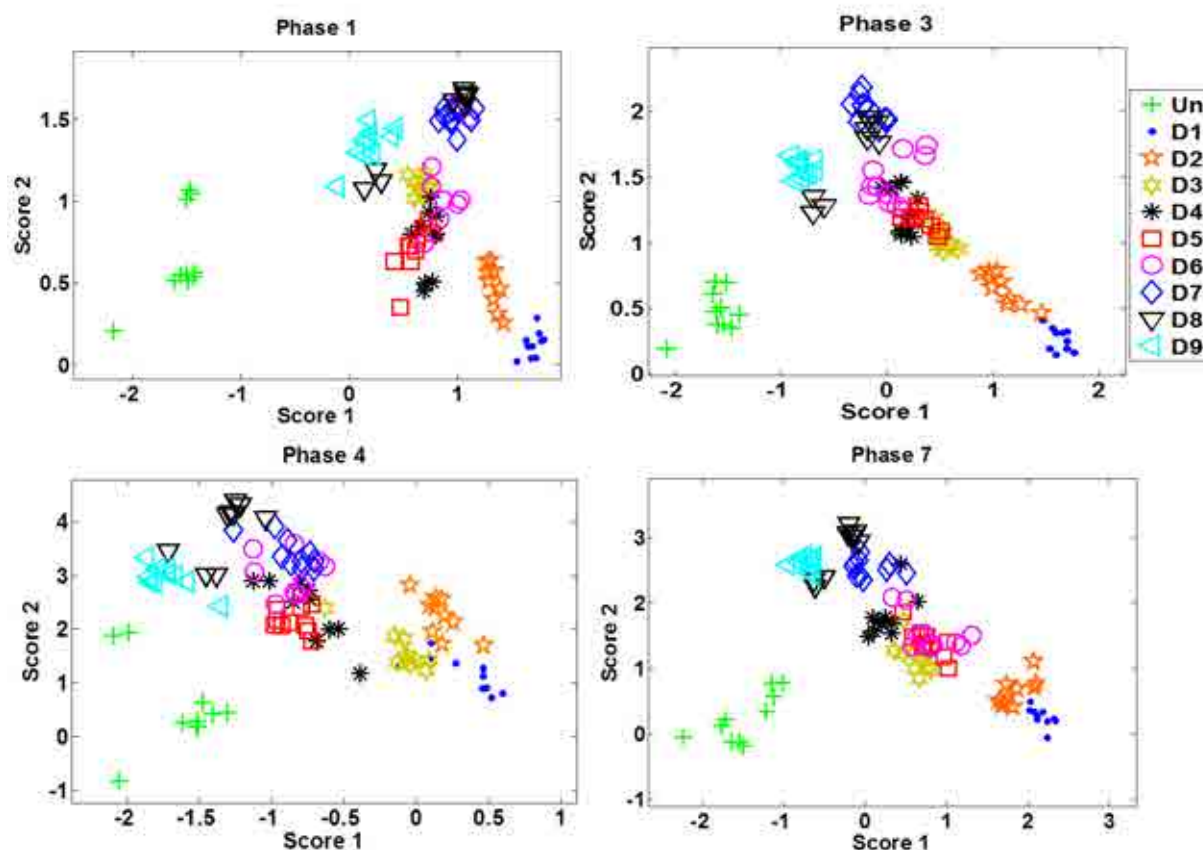 Phase 1
Score 2
1.5
1
0.5
0
-2
-1
0
1
Score 1
Phase 3
Score 2
2
1.5
1
0.5
0
-2
-1
0
1
2
Score 1
Un
D1
D2
D3
D4
D5
D6
D7
D8
D9
Phase 4
Score 2
4
3
2
1
0
-1
-2
-1.5
-1
-0.5
0
0.5
1
Score 1
Phase 7
Score 2
3
2
1
0
-1
-2
-1
0
1
2
3
Score 1